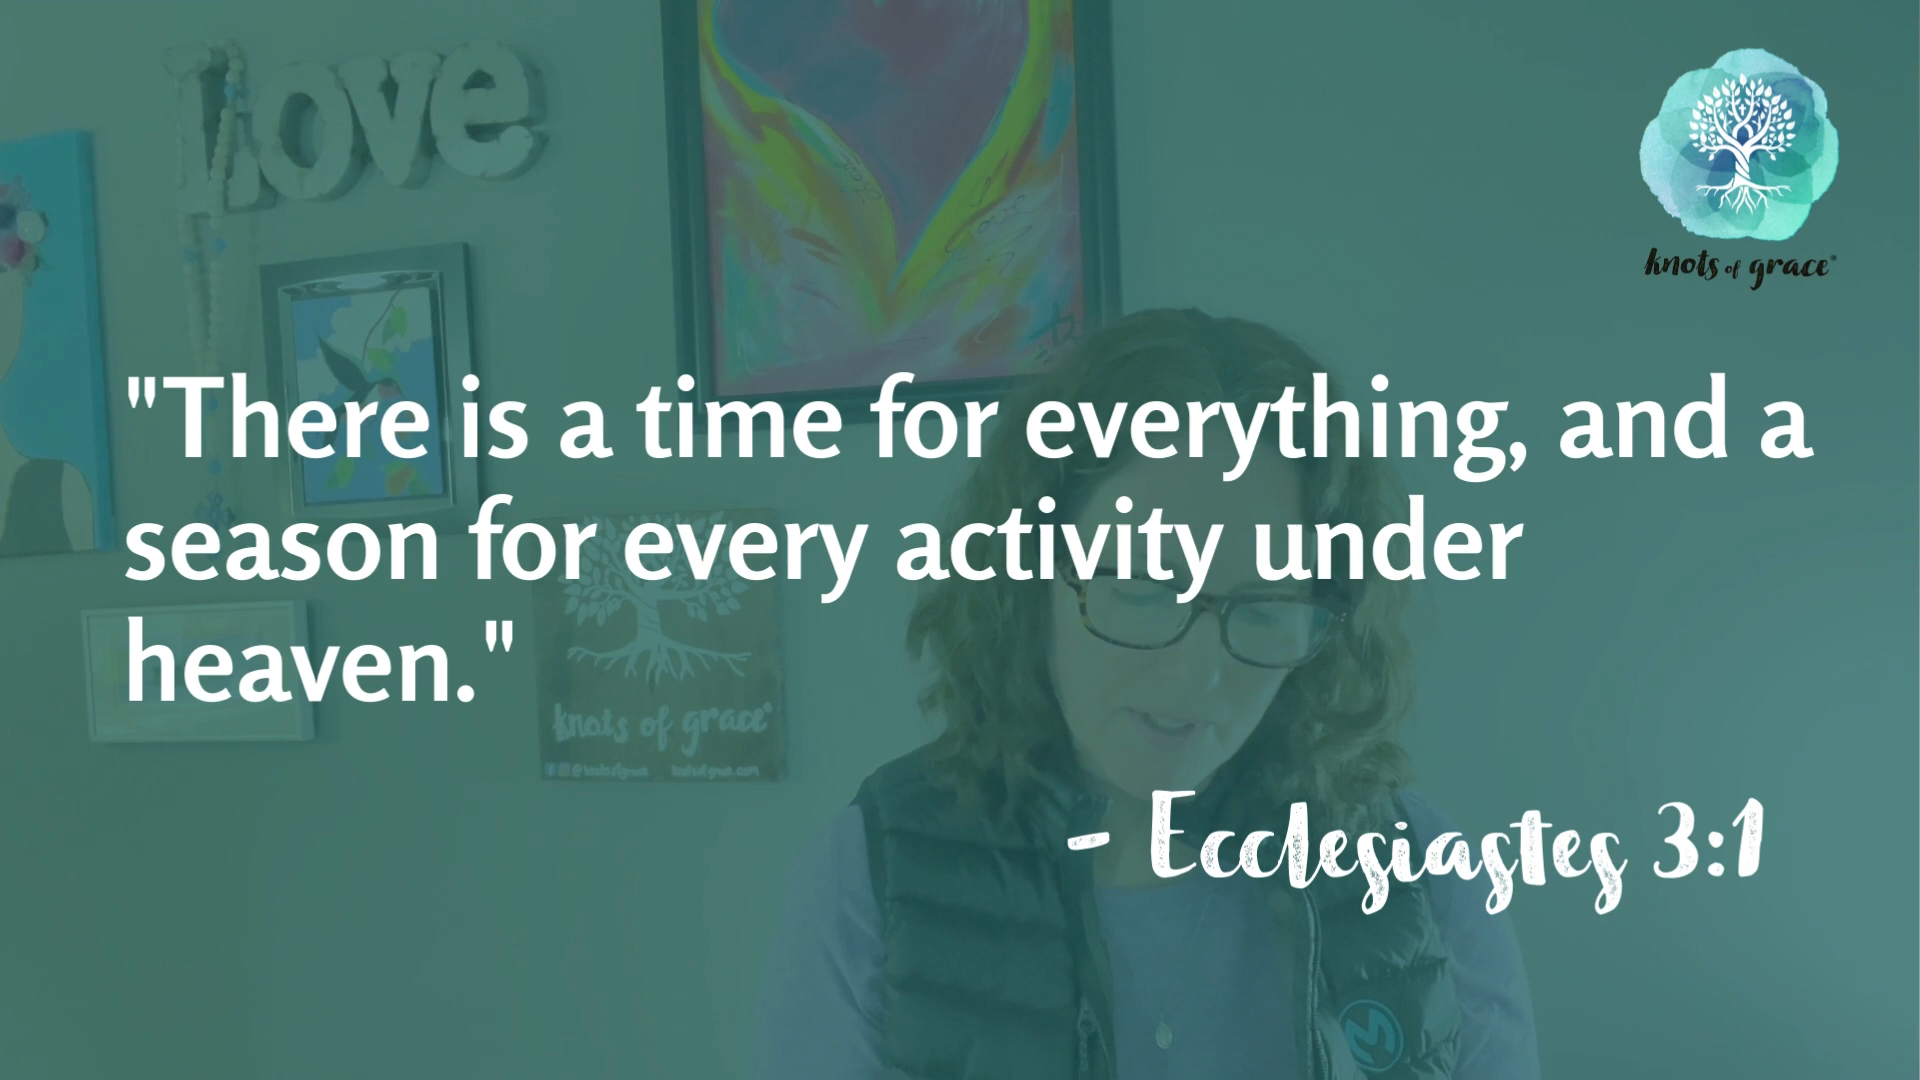 Love
knots of grace®
"There is a time for everything, and a
season for every activity under
heaven."
knots of grace®
- Ecclesiastes 3:1